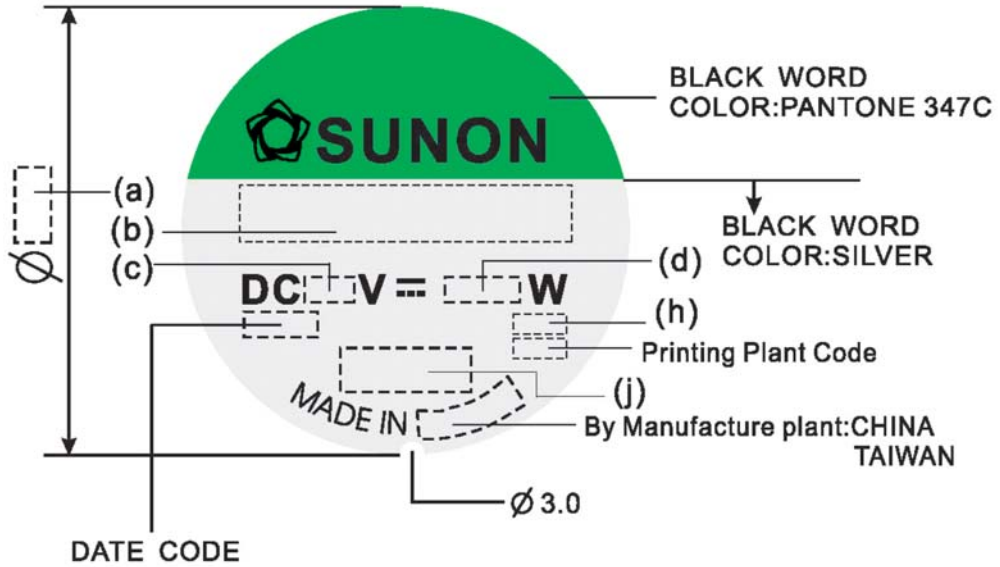 BLACK WORD
COLOR:PANTONE 347C
SUNON
(a)
(b)
(c)
BLACK WORD
COLOR:SILVER
(d)
DC V W
(h)
Printing Plant Code
(j)
MADE IN
By Manufacture plant:CHINA
TAIWAN
Ø
Ø 3.0
DATE CODE